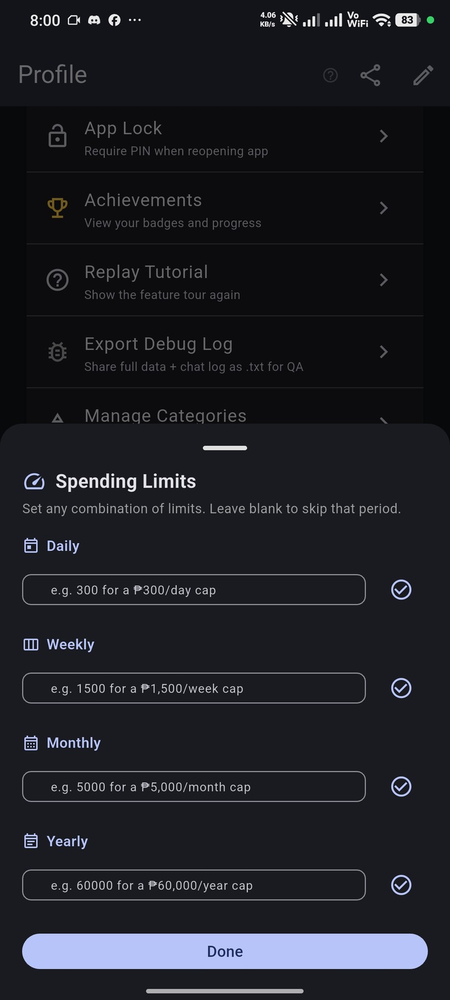 8:00
4.06
KB/s
Vo
WiFi
83
Profile
App Lock
Require PIN when reopening app
Achievements
View your badges and progress
Replay Tutorial
Show the feature tour again
Export Debug Log
Share full data + chat log as .txt for QA
Manage Categories
Spending Limits
Set any combination of limits. Leave blank to skip that period.
Daily
e.g. 300 for a ₱300/day cap
Weekly
e.g. 1500 for a ₱1,500/week cap
Monthly
e.g. 5000 for a ₱5,000/month cap
Yearly
e.g. 60000 for a ₱60,000/year cap
Done